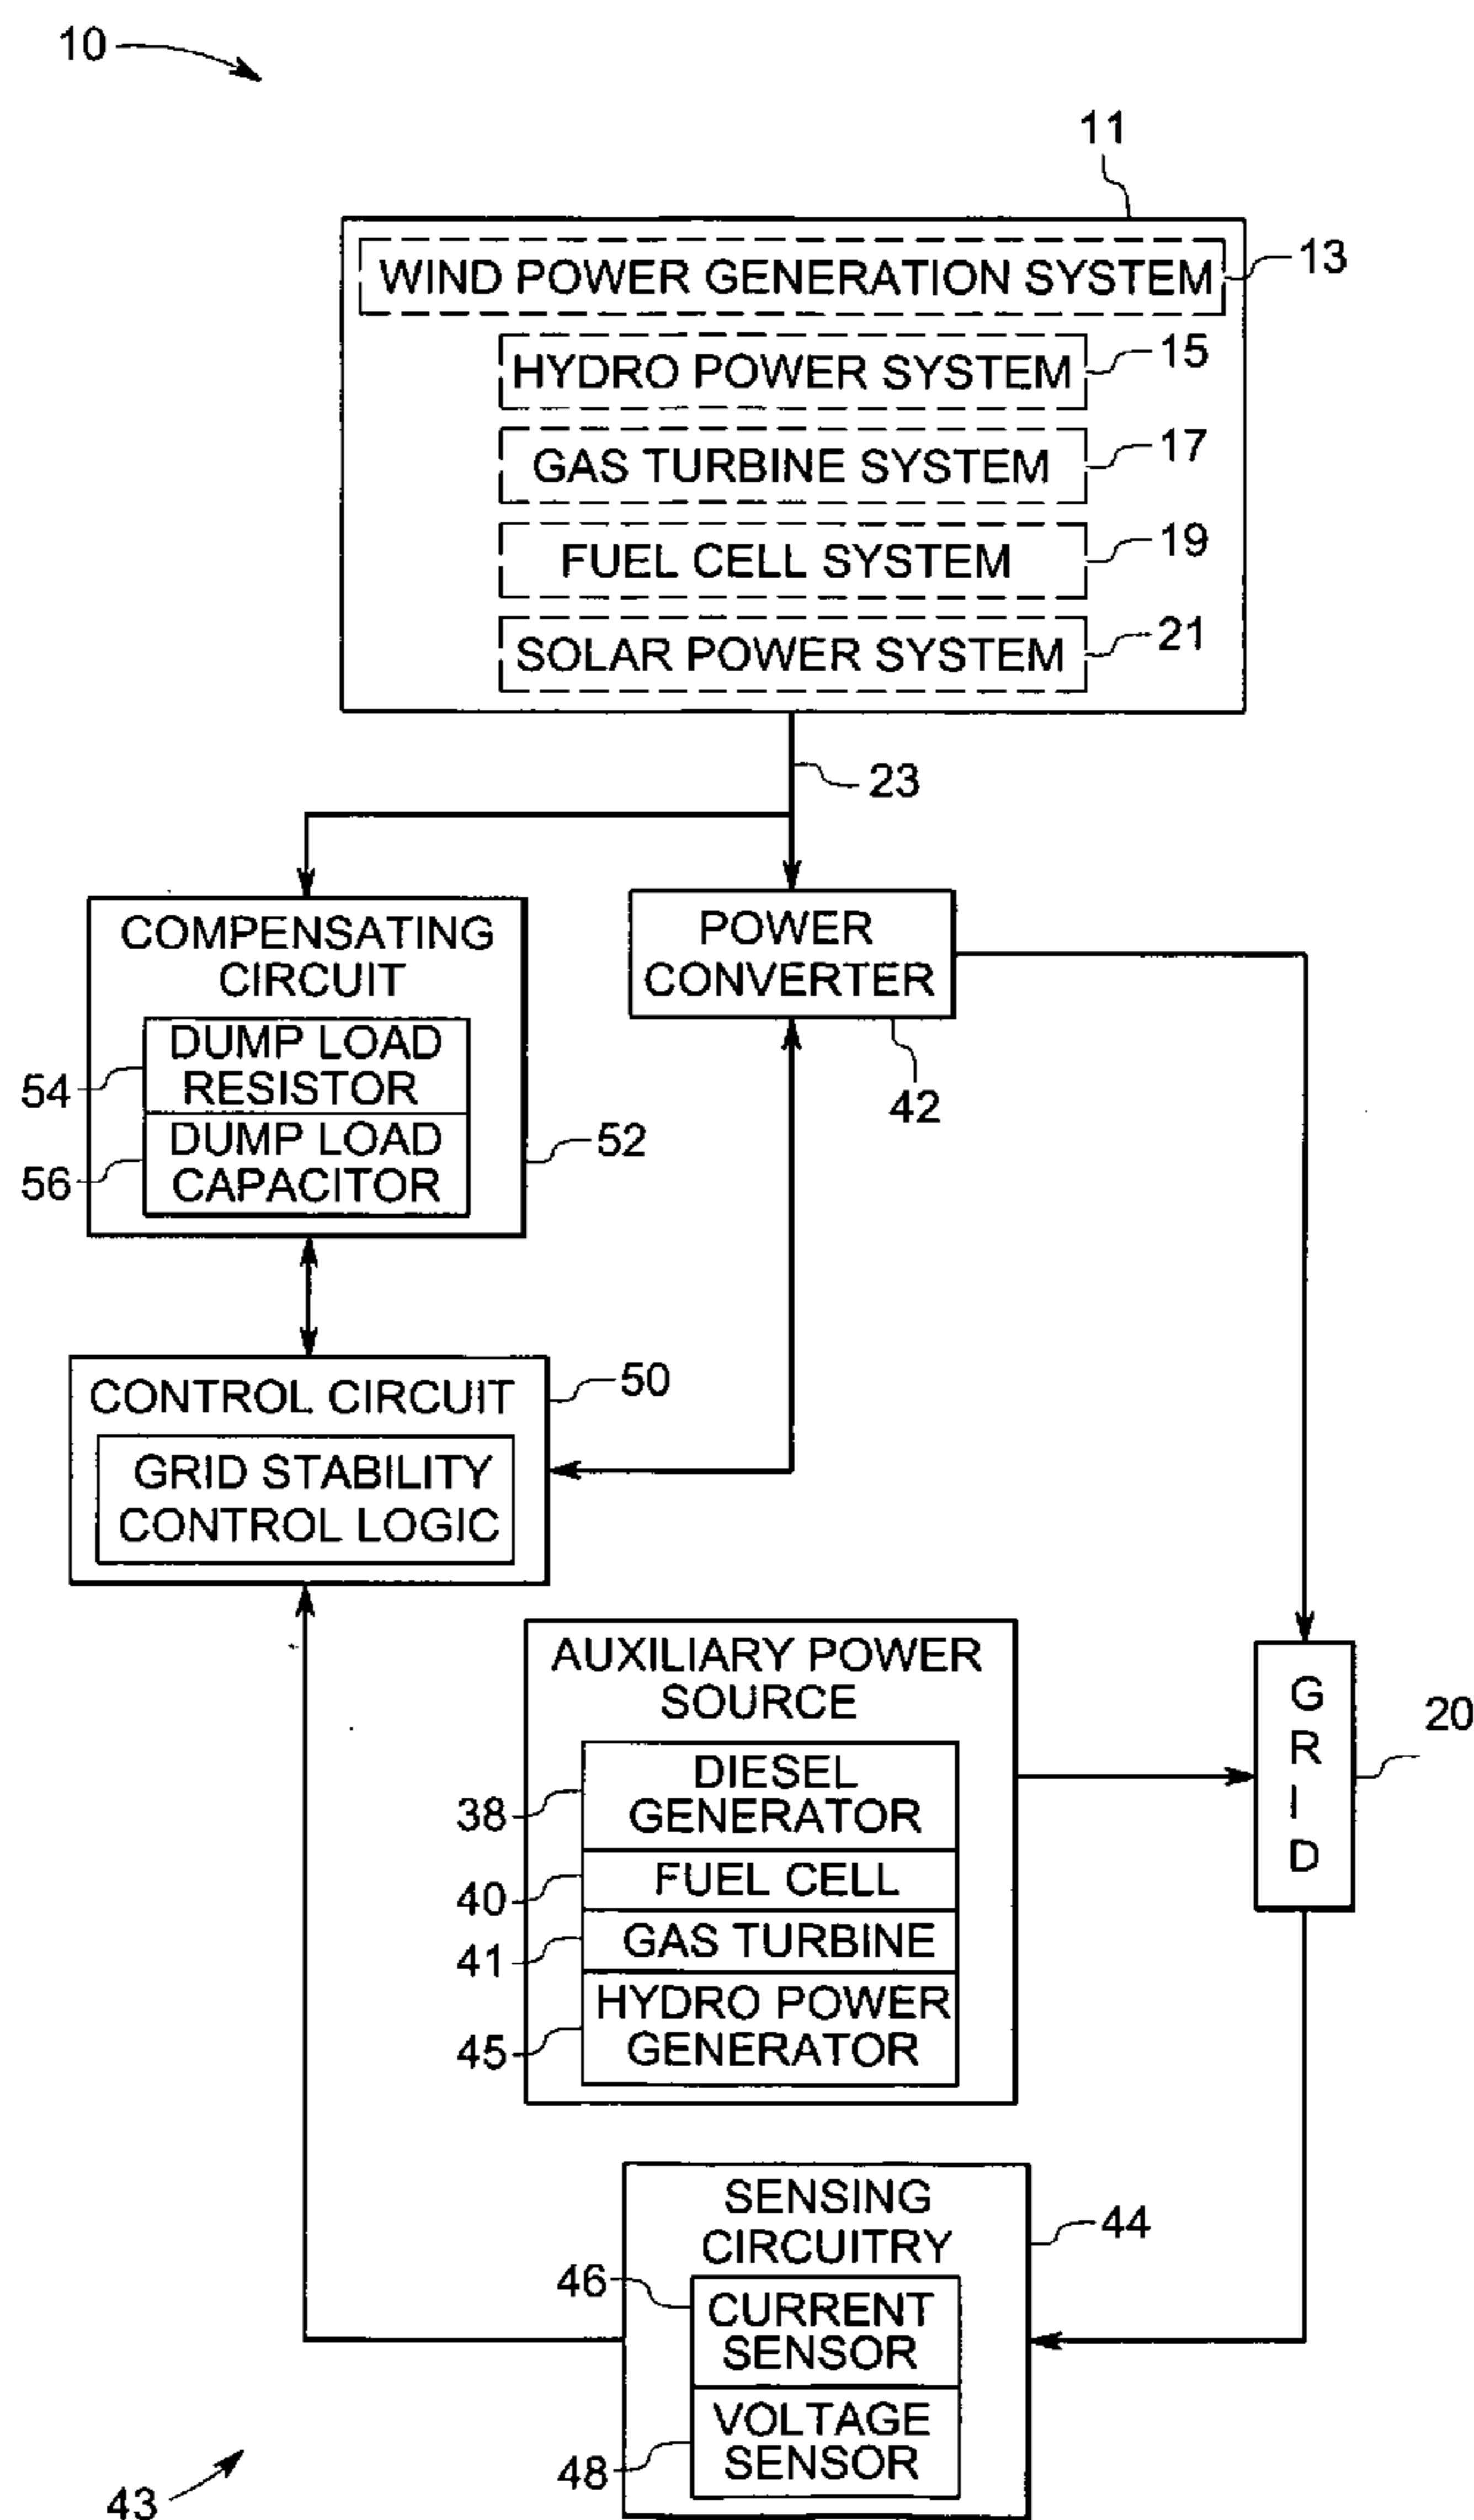 10
11
WIND POWER GENERATION SYSTEM
13
HYDRO POWER SYSTEM
15
GAS TURBINE SYSTEM
17
FUEL CELL SYSTEM
19
SOLAR POWER SYSTEM
21
23
COMPENSATING
CIRCUIT
DUMP LOAD
RESISTOR
54
DUMP LOAD
CAPACITOR
56
52
POWER
CONVERTER
42
CONTROL CIRCUIT
50
GRID STABILITY
CONTROL LOGIC
AUXILIARY POWER
SOURCE
DIESEL
GENERATOR
38
FUEL CELL
40
GAS TURBINE
41
HYDRO POWER
GENERATOR
45
GRID
20
SENSING
CIRCUITRY
44
46
CURRENT
SENSOR
VOLTAGE
SENSOR
48
43